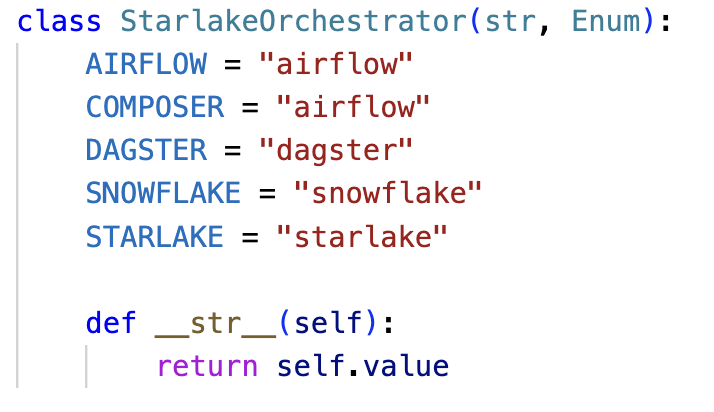 class StarlakeOrchestrator(str, Enum):
    AIRFLOW = "airflow"
    COMPOSER = "airflow"
    DAGSTER = "dagster"
    SNOWFLAKE = "snowflake"
    STARLAKE = "starlake"

    def __str__(self):
        return self.value